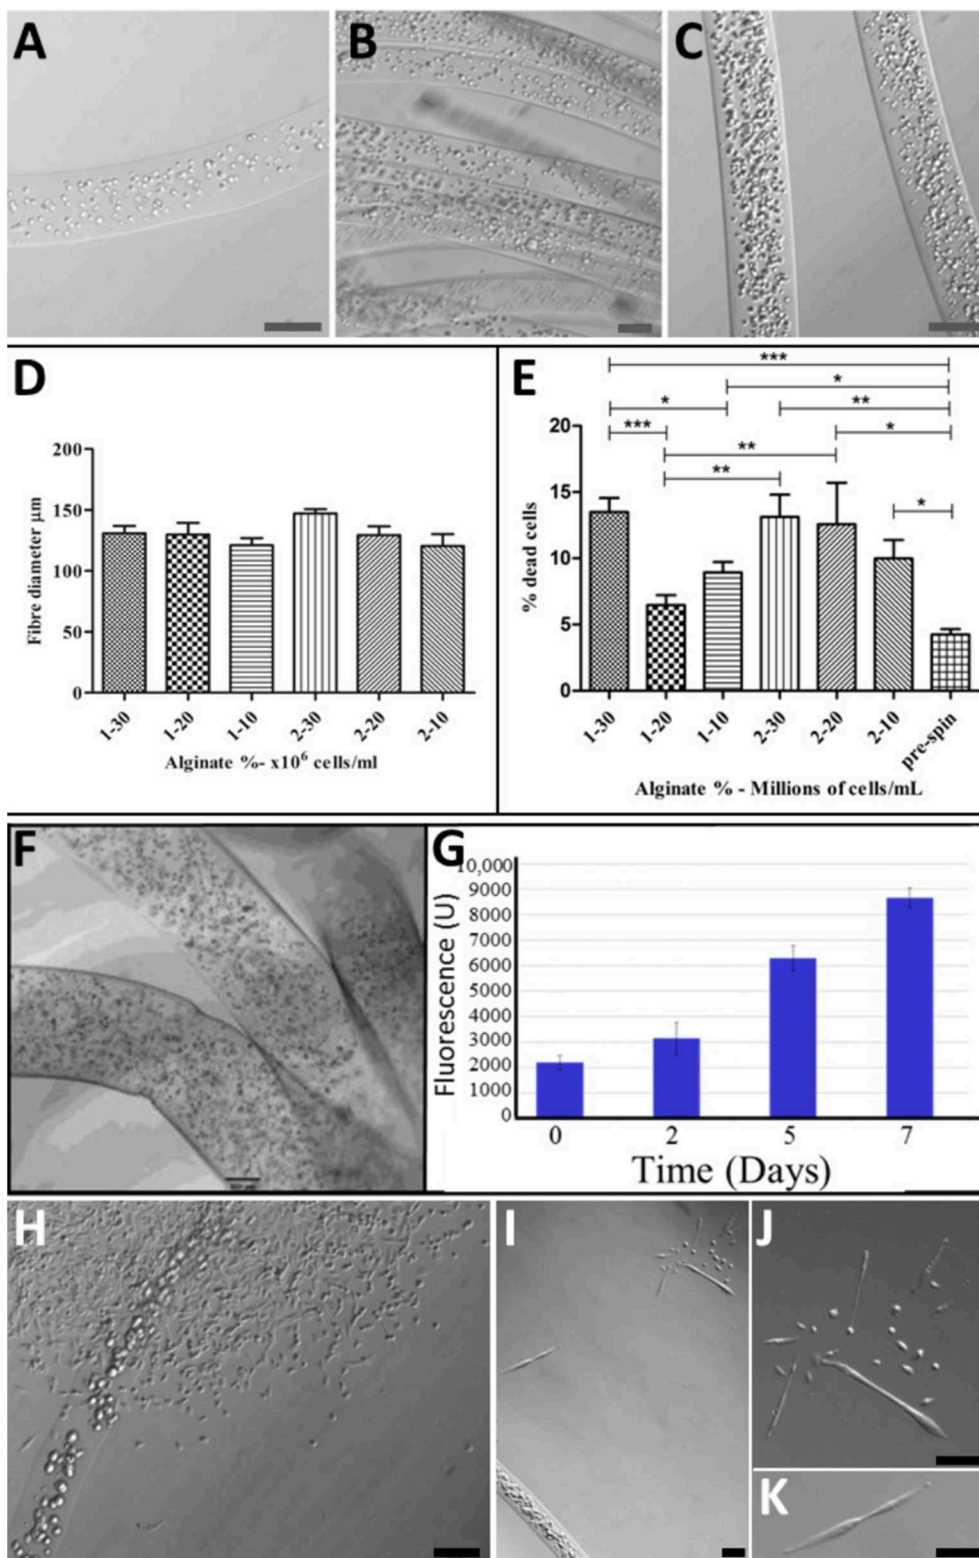 A
B
C
D
Fibre diameter µm
200
150
100
50
0
1-30
1-20
1-10
2-30
2-20
2-10
Alginate %- x10⁶ cells/ml
E
***
*
*
**
***
**
*
**
*
% dead cells
20
15
10
5
0
1-30
1-20
1-10
2-30
2-20
2-10
pre-spin
Alginate % - Millions of cells/mL
F
G
Fluorescence (U)
10,000
9000
8000
7000
6000
5000
4000
3000
2000
1000
0
0
2
5
7
Time (Days)
H
I
J
K